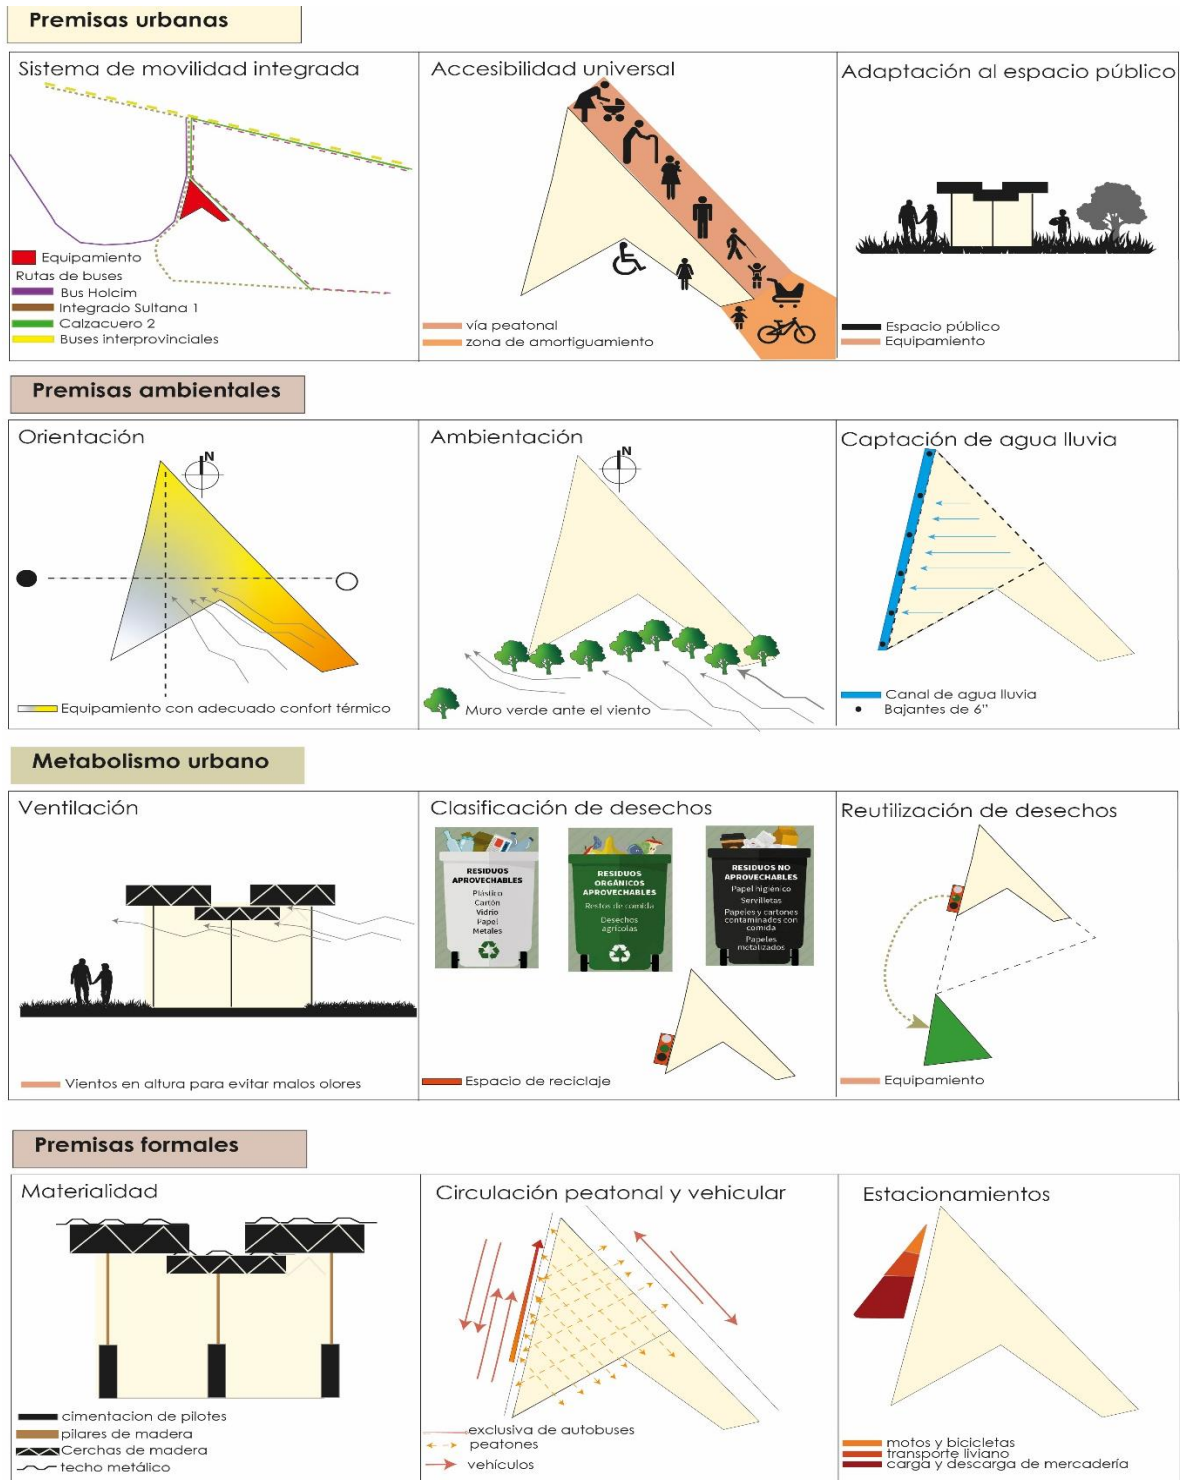 Premisas urbanas
Sistema de movilidad integrada
Equipamiento
Rutas de buses
Bus Holcim
Integrado Sultana 1
Calzacuero 2
Buses interprovinciales
Accesibilidad universal
vía peatonal
zona de amortiguamiento
Adaptación al espacio público
Espacio público
Equipamiento
Premisas ambientales
Orientación
N
Equipamiento con adecuado confort térmico
Ambientación
N
Muro verde ante el viento
Captación de agua lluvia
Canal de agua lluvia
Bajantes de 6"
Metabolismo urbano
Ventilación
Vientos en altura para evitar malos olores
Clasificación de desechos
RESIDUOS
APROVECHABLES
Plástico
Cartón
Vidrio
Papel
Metales
RESIDUOS
ORGÁNICOS
APROVECHABLES
Restos de comida
Desechos
agrícolas
RESIDUOS NO
APROVECHABLES
Papel higiénico
Servilletas
Papeles y cartones
contaminados con
comida
Papeles
metalizados
Espacio de reciclaje
Reutilización de desechos
Equipamiento
Premisas formales
Materialidad
cimentacion de pilotes
pilares de madera
Cerchas de madera
techo metálico
Circulación peatonal y vehicular
exclusiva de autobuses
peatones
vehículos
Estacionamientos
motos y bicicletas
transporte liviano
carga y descarga de mercadería